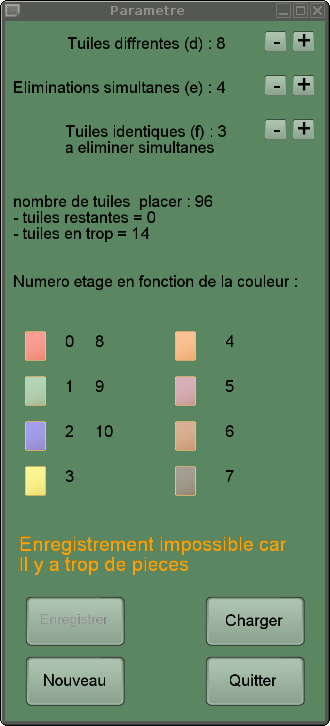 Parametre
Tuiles diffrentes (d) : 8
- +
Eliminations simultanes (e) : 4
- +
Tuiles identiques (f) : 3
- +
a eliminer simultanes
nombre de tuiles placer : 96
- tuiles restantes = 0
- tuiles en trop = 14
Numero etage en fonction de la couleur :
0 8 4
1 9 5
2 10 6
3 7
Enregistrement impossible car
Il y a trop de pieces
Enregistrer Charger
Nouveau Quitter